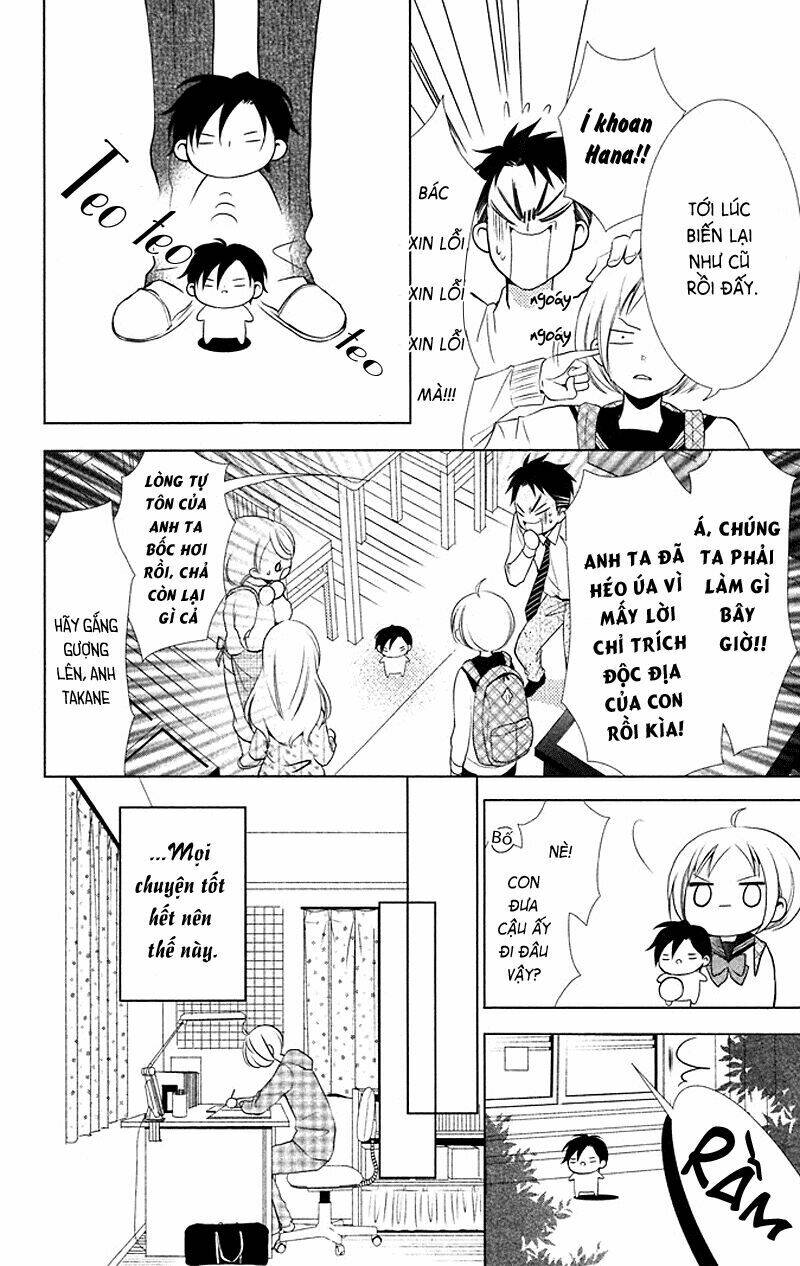 TỚI LÚC
BIẾN LẠI
NHƯ CŨ
RỒI ĐẤY.
Í khoan
Hana!!
BÁC
XIN LỖI
XIN LỖI
XIN LỖI
MÀ!!!
ngoáy
ngoáy
Teo
teo
teo
Á, CHÚNG
TA PHẢI
LÀM GÌ
BÂY
GIỜ!!
ANH TA ĐÃ
HÉO ÚA VÌ
MẤY LỜI
CHỈ TRÍCH
ĐỘC ĐỊA
CỦA CON
RỒI KÌA!
LÒNG TỰ
TÔN CỦA
ANH TA
BỐC HƠI
RỒI, CHẢ
CÒN LẠI
GÌ CẢ
HÃY GẮNG
GƯỢNG
LÊN, ANH
TAKANE
Bố
NÈ!
CON
ĐƯA
CẬU ẤY
ĐI ĐÂU
VẬY?
RẦM
...Mọi
chuyện tốt
hết nên
thế này.